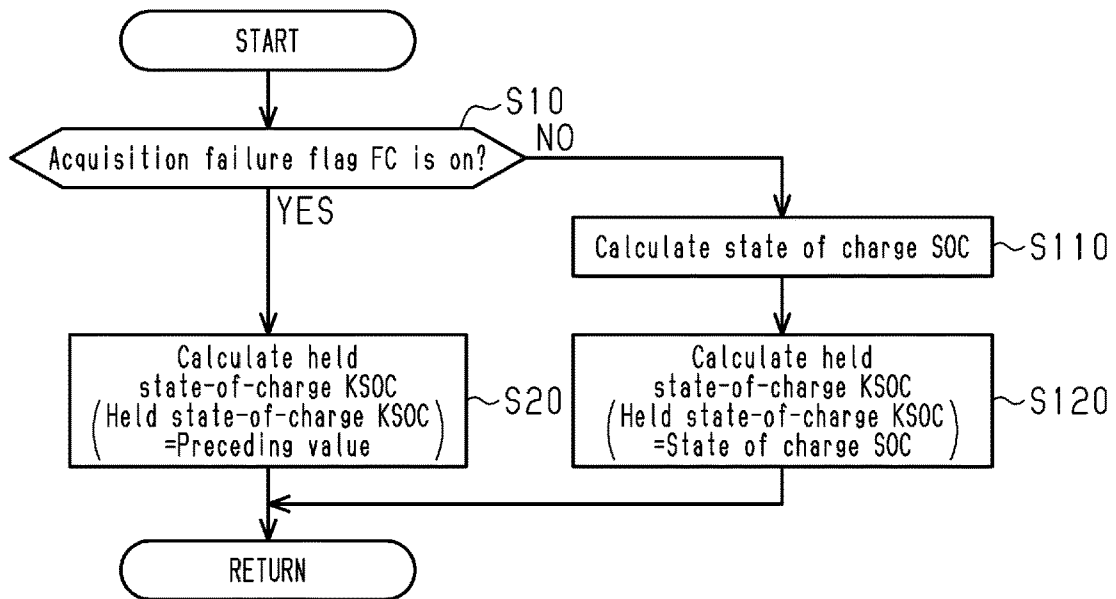 START
S10
Acquisition failure flag FC is on?
NO
YES
Calculate state of charge SOC
S110
Calculate held
state-of-charge KSOC
(Held state-of-charge KSOC
=Preceding value)
S20
Calculate held
state-of-charge KSOC
(Held state-of-charge KSOC
=State of charge SOC)
S120
RETURN